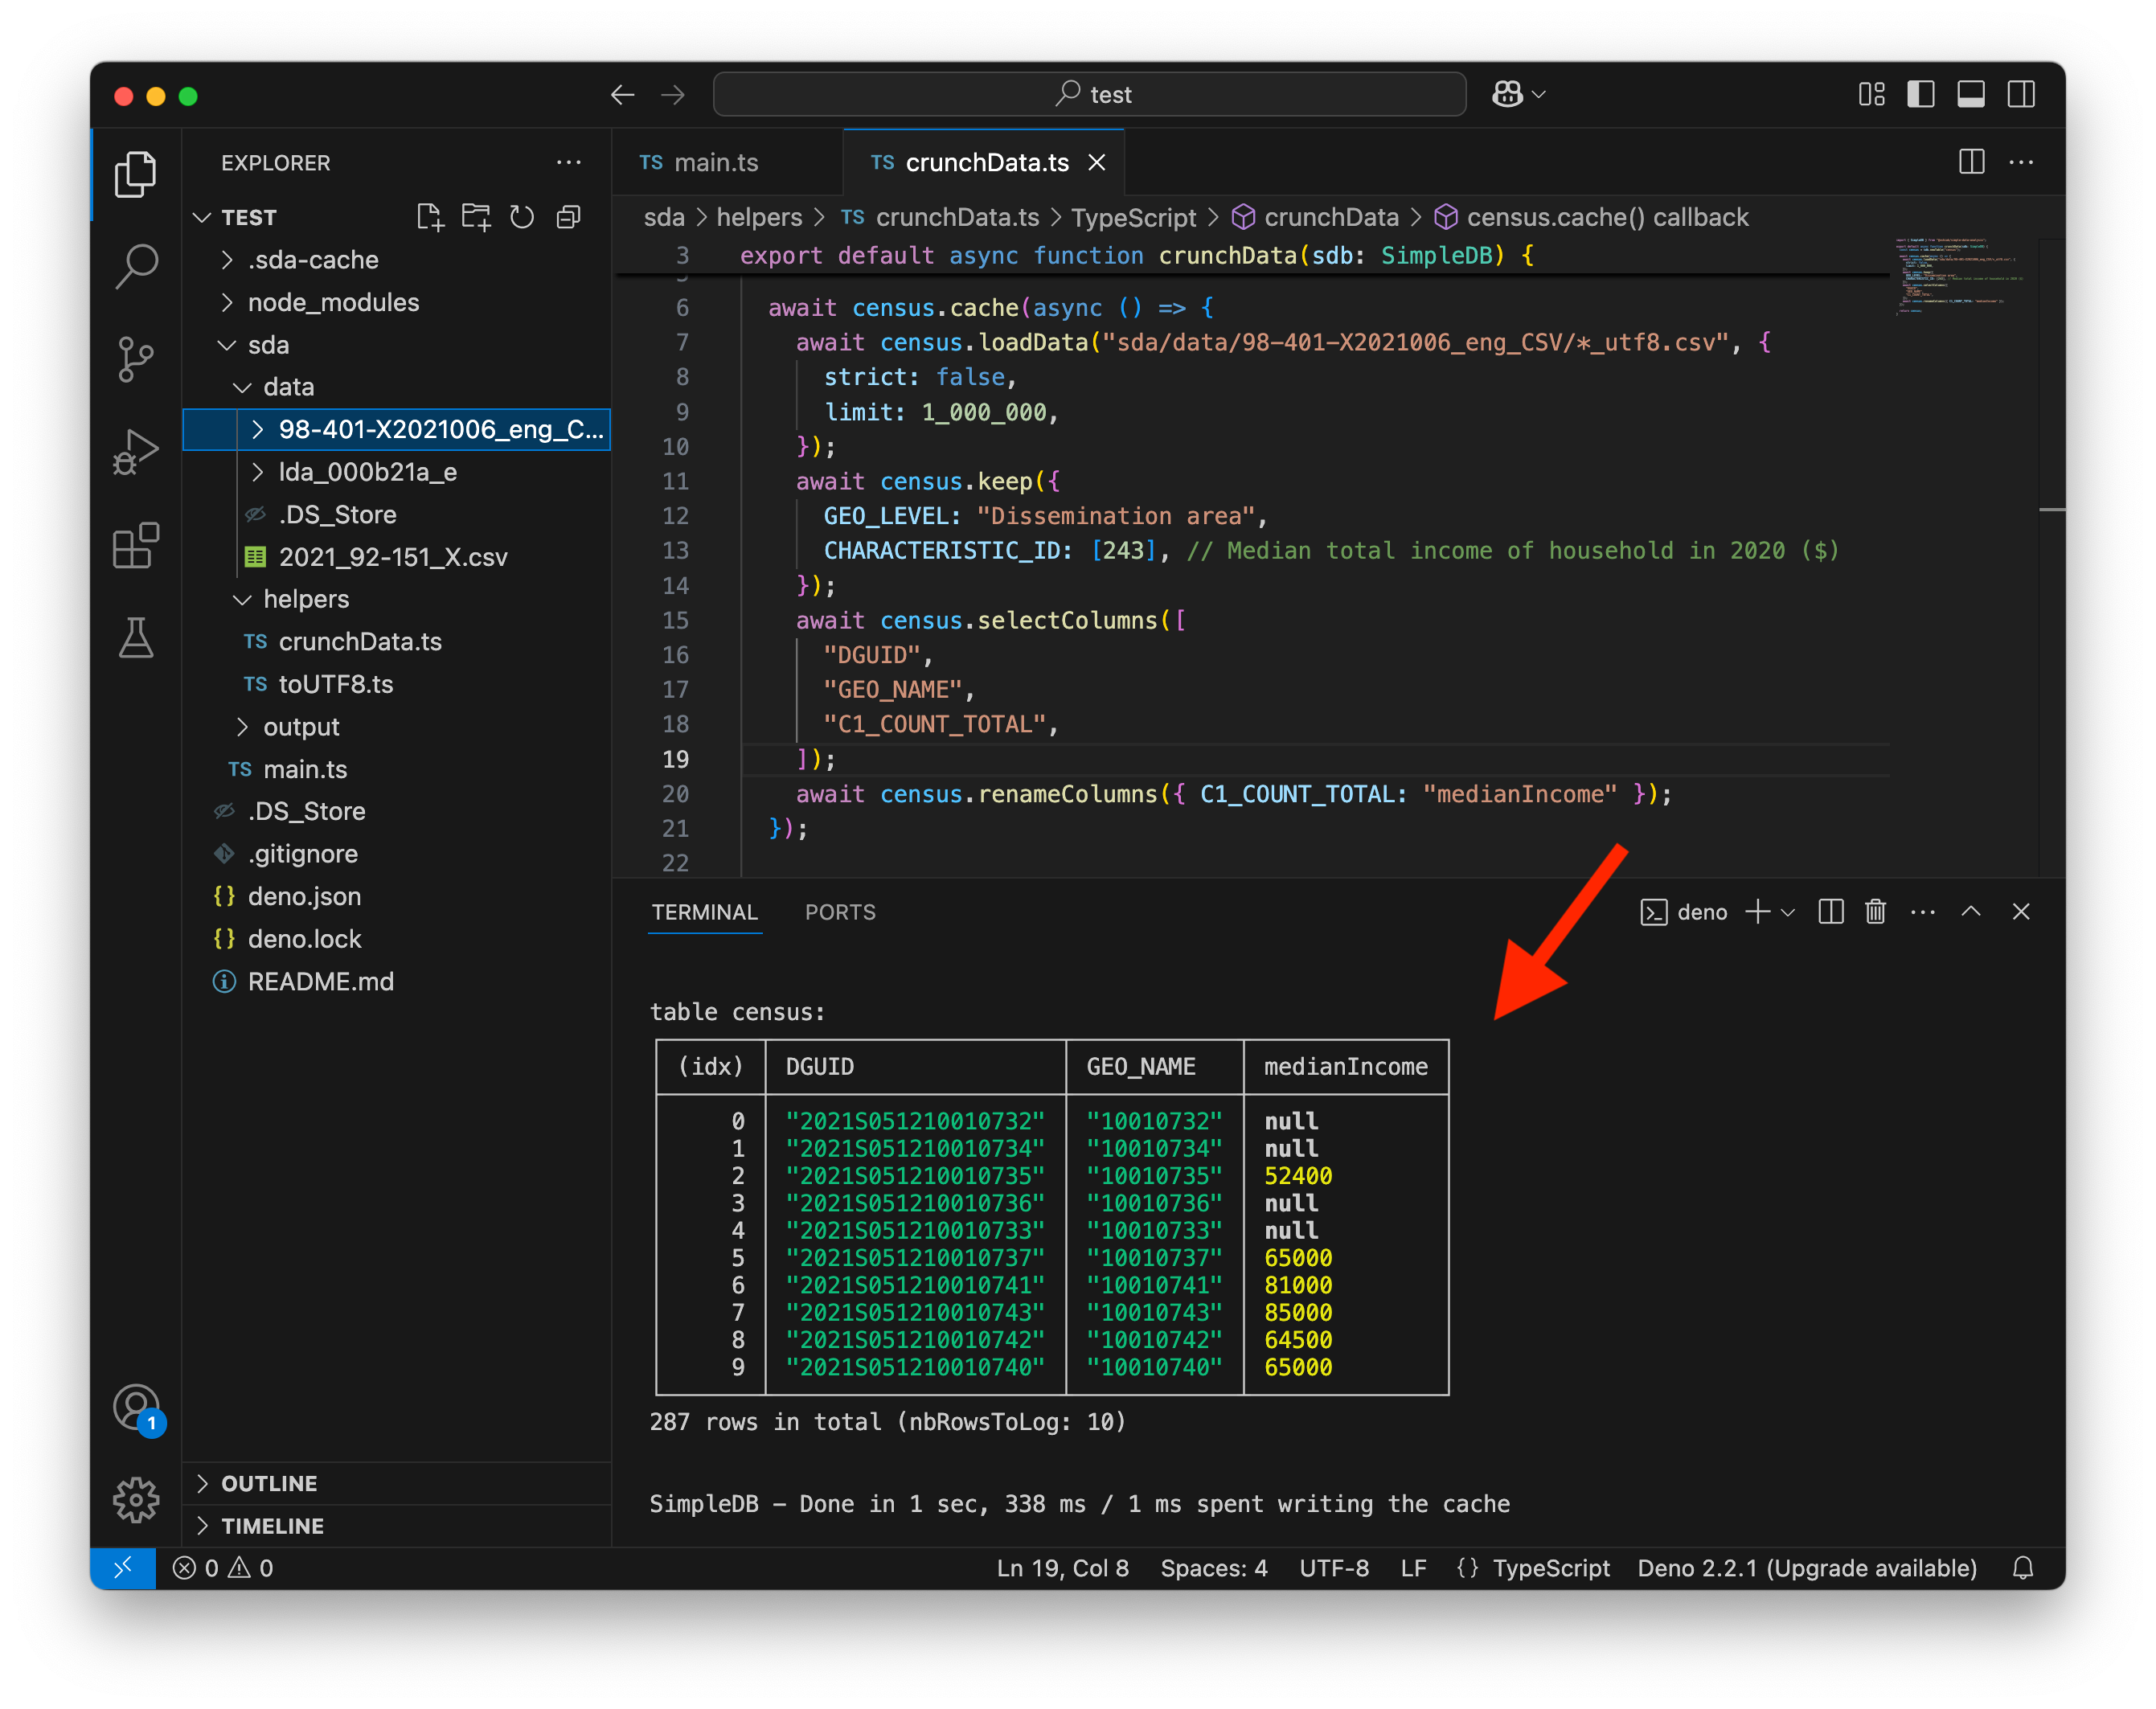 test
EXPLORER
TEST
.sda-cache
node_modules
sda
data
98-401-X2021006_eng_C...
lda_000b21a_e
.DS_Store
2021_92-151_X.csv
helpers
TS crunchData.ts
TS toUTF8.ts
output
TS main.ts
.DS_Store
.gitignore
{} deno.json
{} deno.lock
README.md
1
OUTLINE
TIMELINE
TS main.ts
TS crunchData.ts
sda > helpers > TS crunchData.ts > TypeScript > crunchData > census.cache() callback
3 export default async function crunchData(sdb: SimpleDB) {
6 await census.cache(async () => {
7 await census.loadData("sda/data/98-401-X2021006_eng_CSV/*_utf8.csv", {
8 strict: false,
9 limit: 1_000_000,
10 });
11 await census.keep({
12 GEO_LEVEL: "Dissemination area",
13 CHARACTERISTIC_ID: [243], // Median total income of household in 2020 ($)
14 });
15 await census.selectColumns([
16 "DGUID",
17 "GEO_NAME",
18 "C1_COUNT_TOTAL",
19 ]);
20 await census.renameColumns({ C1_COUNT_TOTAL: "medianIncome" });
21 });
22
TERMINAL PORTS deno
table census:
(idx) DGUID GEO_NAME medianIncome
0 "2021S051210010732" "10010732" null
1 "2021S051210010734" "10010734" null
2 "2021S051210010735" "10010735" 52400
3 "2021S051210010736" "10010736" null
4 "2021S051210010733" "10010733" null
5 "2021S051210010737" "10010737" 65000
6 "2021S051210010741" "10010741" 81000
7 "2021S051210010743" "10010743" 85000
8 "2021S051210010742" "10010742" 64500
9 "2021S051210010740" "10010740" 65000
287 rows in total (nbRowsToLog: 10)
SimpleDB – Done in 1 sec, 338 ms / 1 ms spent writing the cache
0 0 Ln 19, Col 8 Spaces: 4 UTF-8 LF {} TypeScript Deno 2.2.1 (Upgrade available)